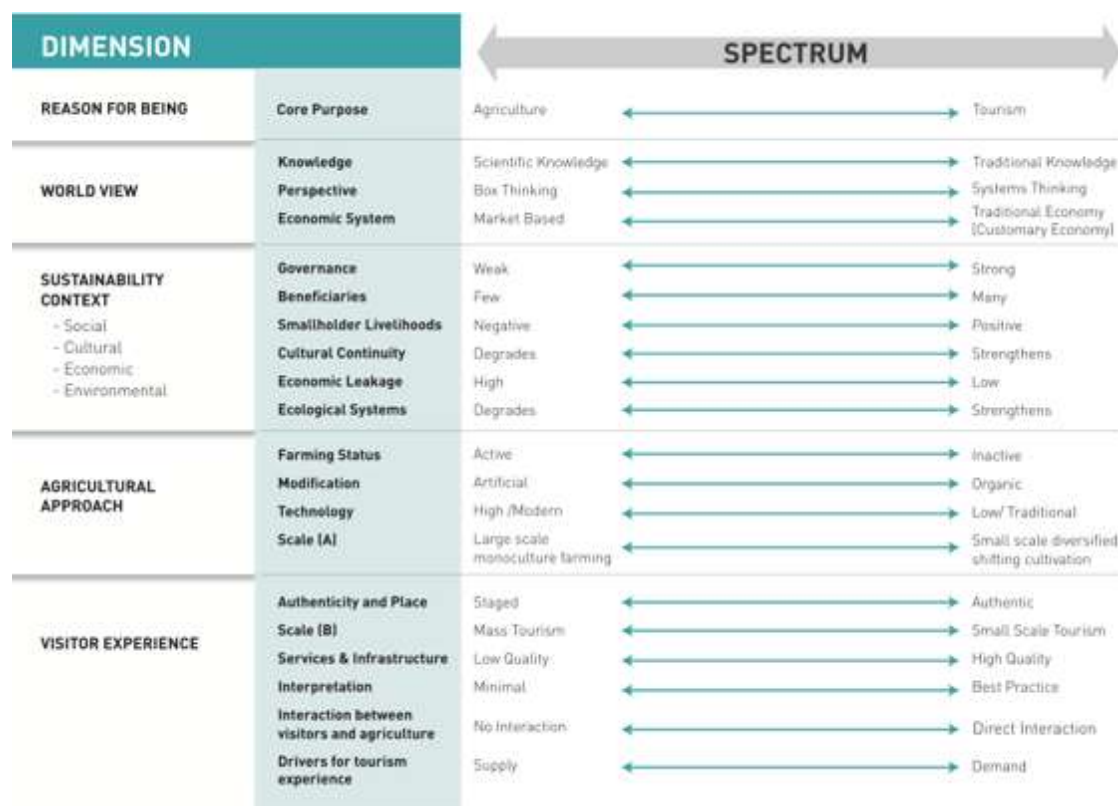 DIMENSION
SPECTRUM
REASON FOR BEING
Core Purpose
Agriculture
Tourism
WORLD VIEW
Knowledge
Scientific Knowledge
Traditional Knowledge
Perspective
Box Thinking
Systems Thinking
Economic System
Market Based
Traditional Economy
(Customary Economy)
SUSTAINABILITY
CONTEXT
- Social
- Cultural
- Economic
- Environmental
Governance
Weak
Strong
Beneficiaries
Few
Many
Smallholder Livelihoods
Negative
Positive
Cultural Continuity
Degrades
Strengthens
Economic Leakage
High
Low
Ecological Systems
Degrades
Strengthens
AGRICULTURAL
APPROACH
Farming Status
Active
Inactive
Modification
Artificial
Organic
Technology
High /Modern
Low/ Traditional
Scale (A)
Large scale
monoculture farming
Small scale diversified
shifting cultivation
VISITOR EXPERIENCE
Authenticity and Place
Staged
Authentic
Scale (B)
Mass Tourism
Small Scale Tourism
Services & Infrastructure
Low Quality
High Quality
Interpretation
Minimal
Best Practice
Interaction between
visitors and agriculture
No Interaction
Direct Interaction
Drivers for tourism
experience
Supply
Demand